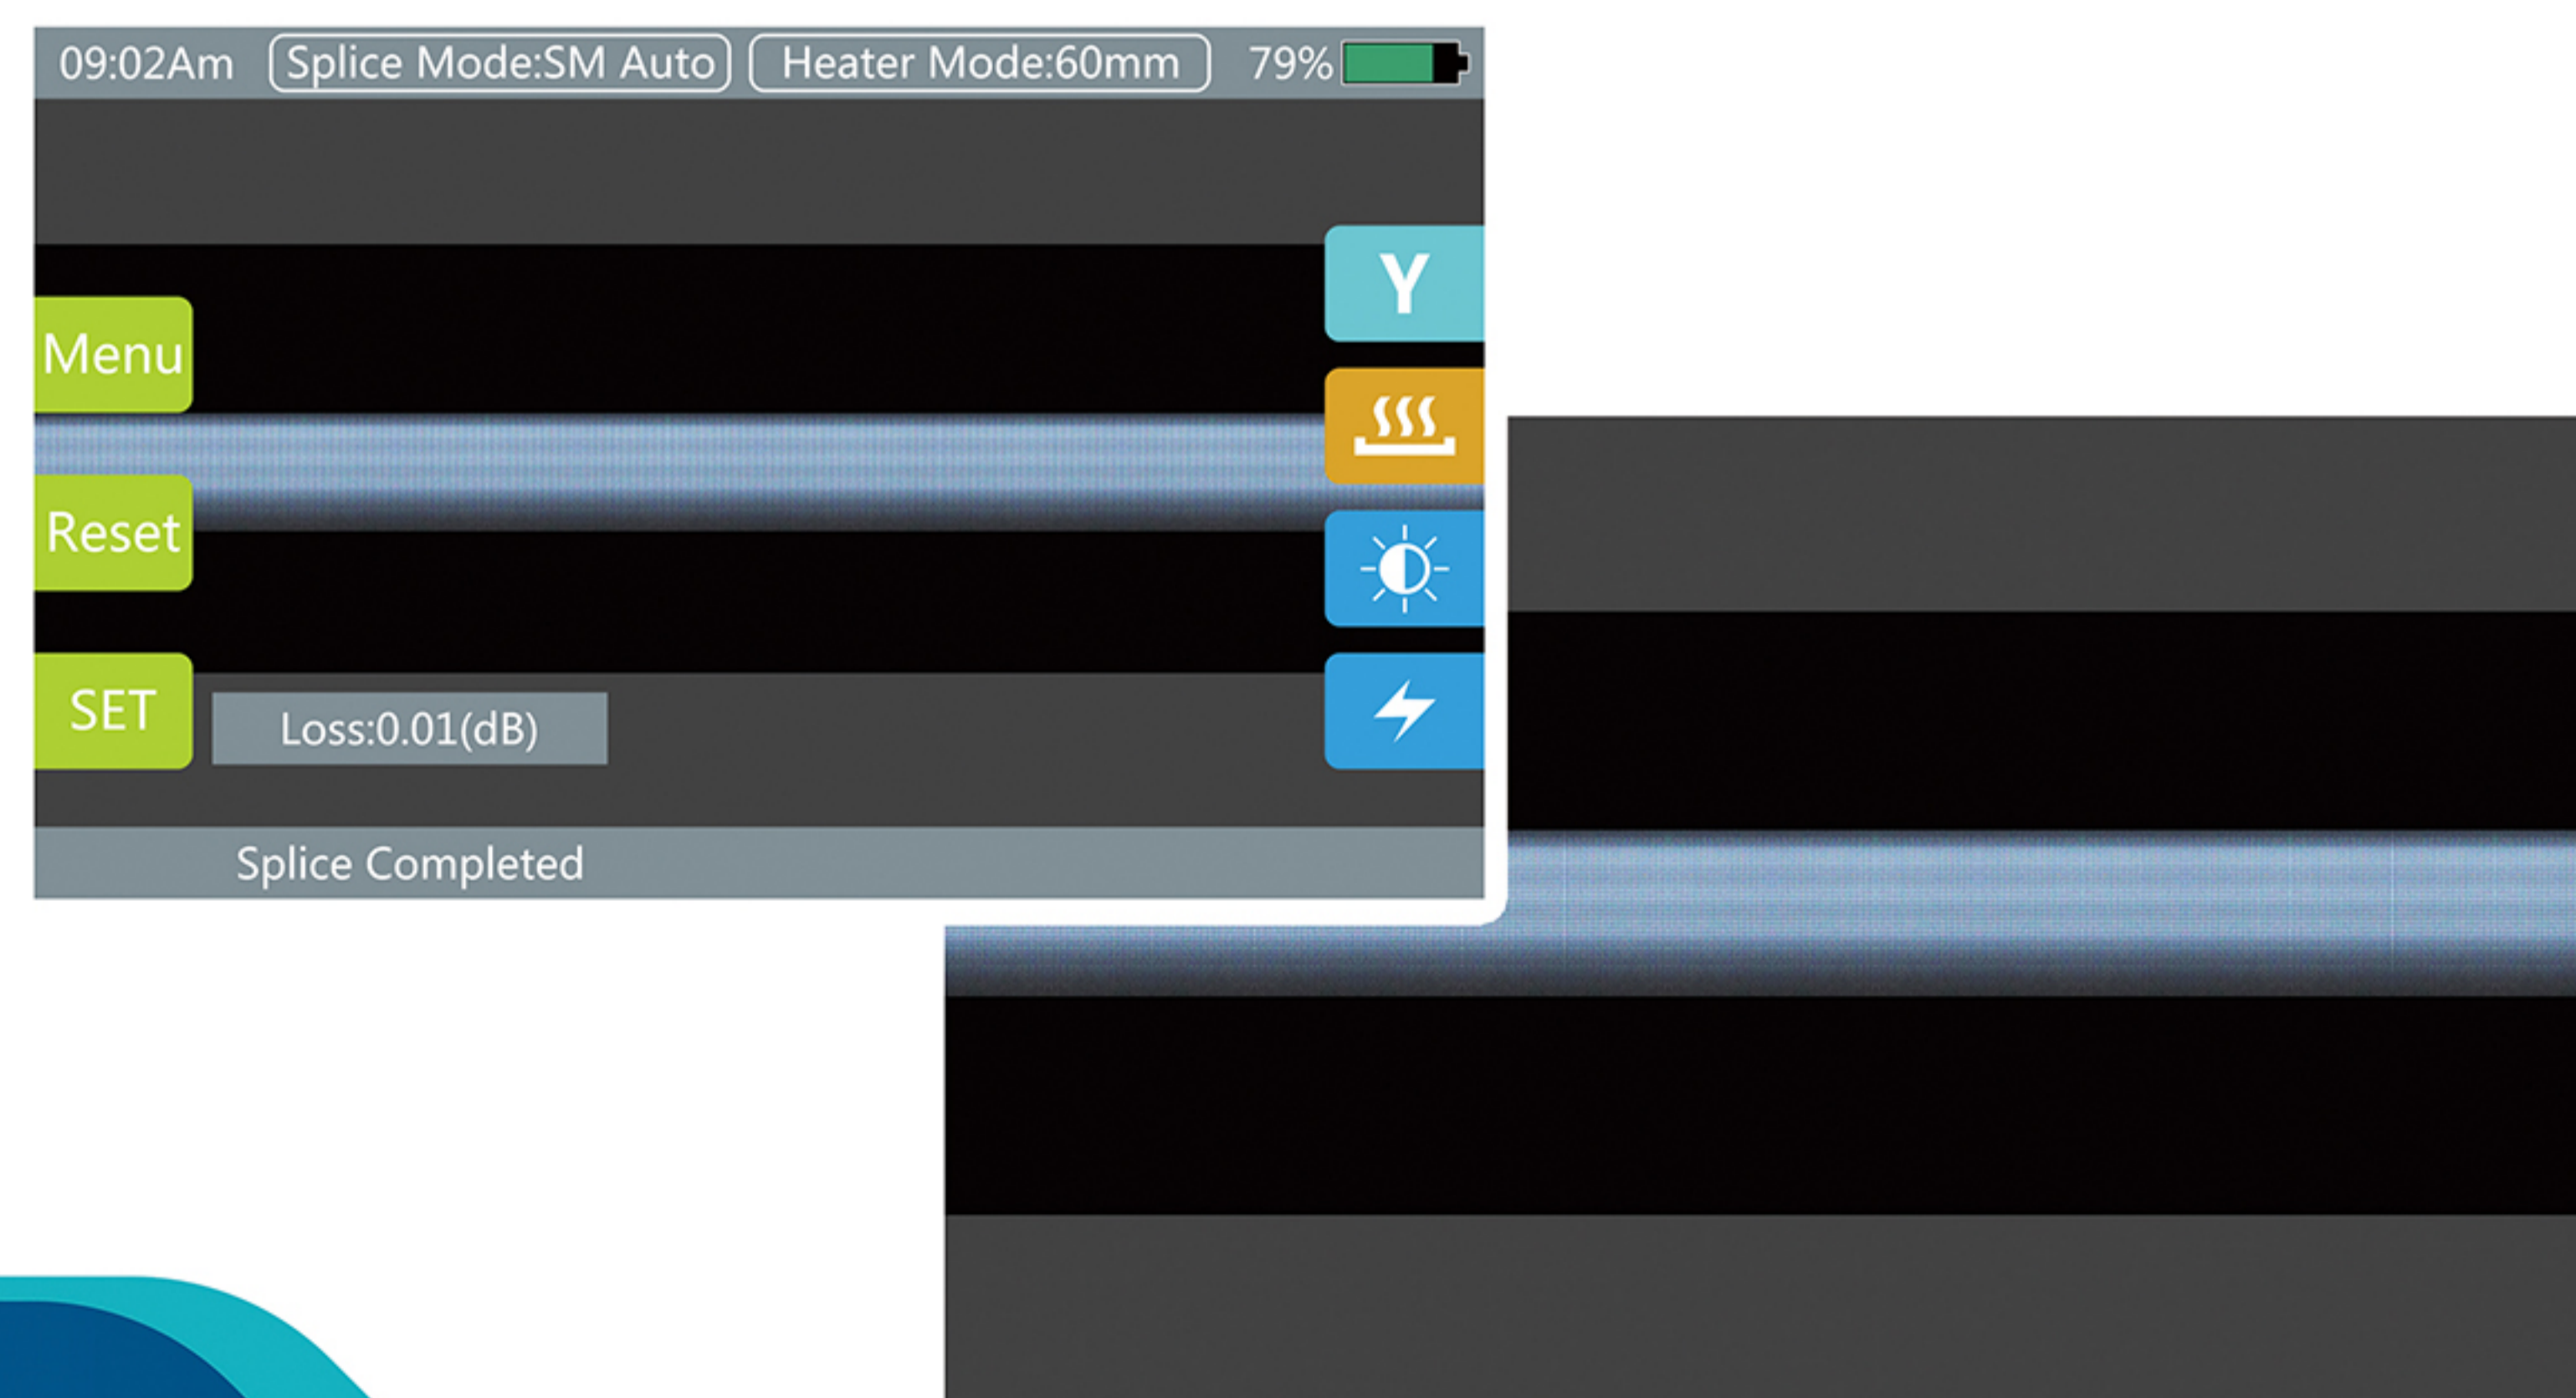 09:02Am Splice Mode:SM Auto Heater Mode:60mm 79%
Y
Menu
Reset
SET
Loss:0.01(dB)
Splice Completed